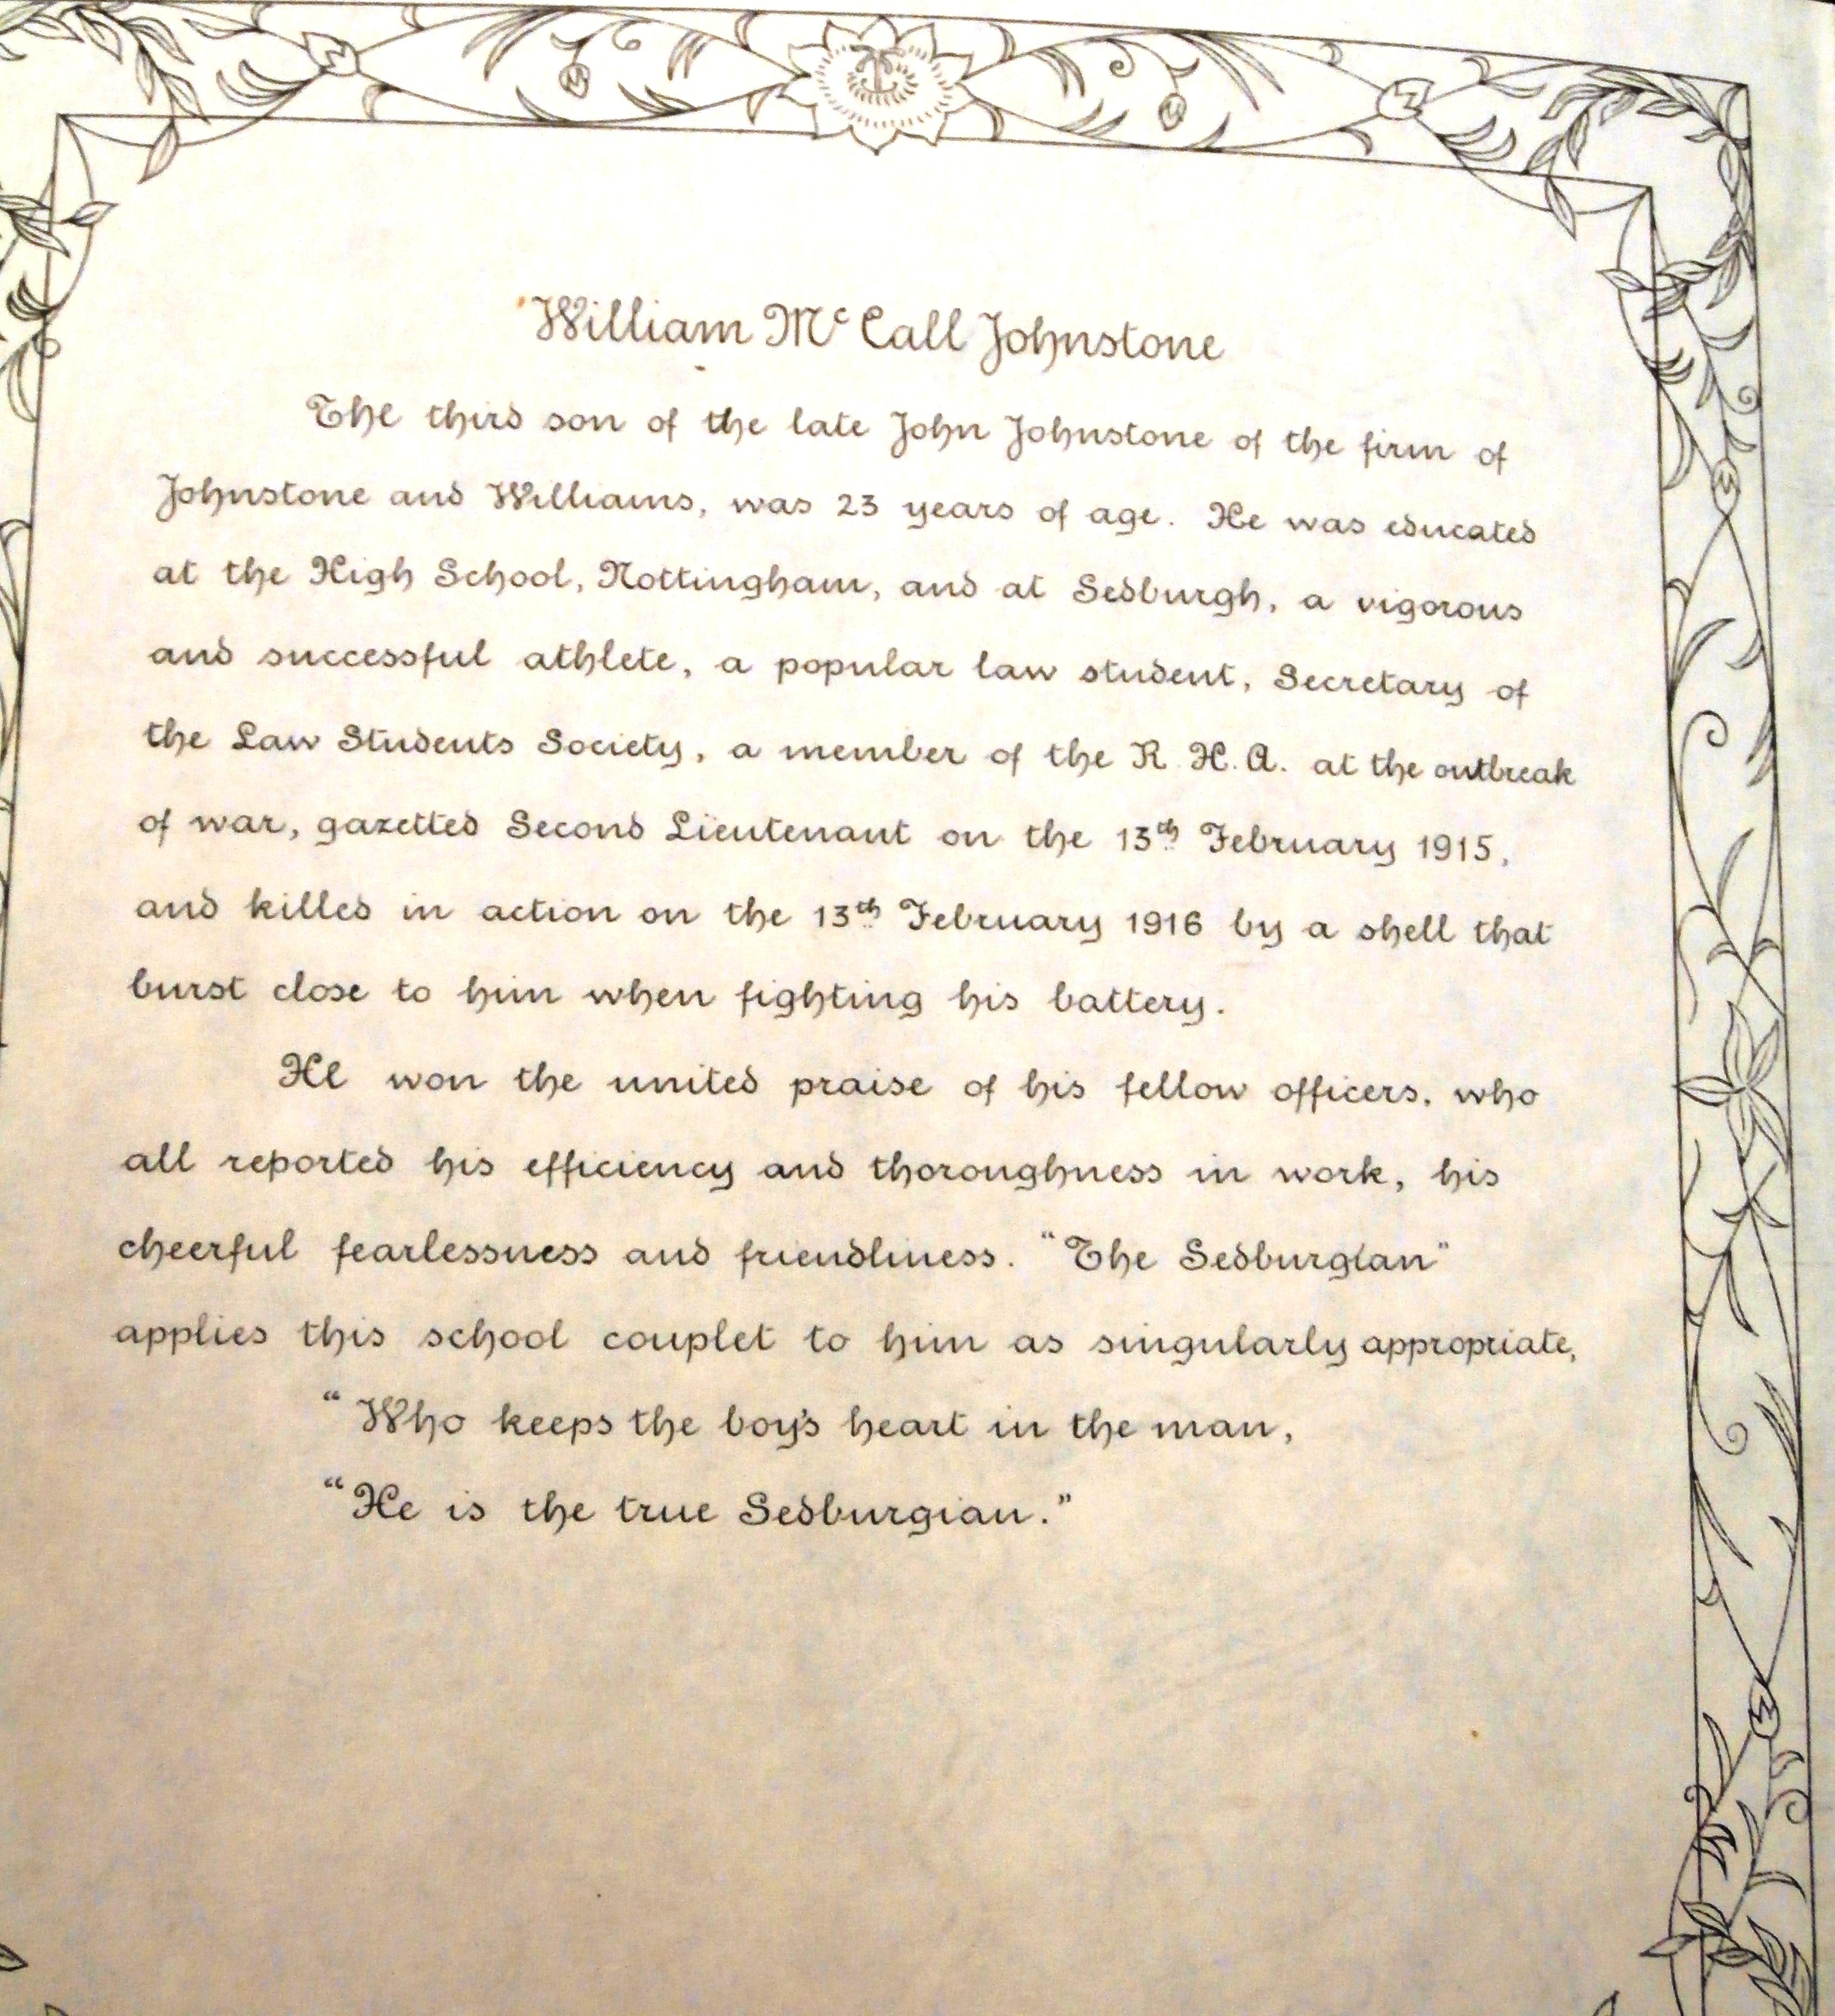 William Mc Call Johnstone
The third son of the late John Johnstone of the firm of
Johnstone and Williams, was 23 years of age. He was educated
at the High School, Nottingham, and at Sedburgh, a vigorous
and successful athlete, a popular law student, Secretary of
the Law Students Society, a member of the R.H.A. at the outbreak
of war, gazetted Second Lieutenant on the 13th February 1915,
and killed in action on the 13th February 1916 by a shell that
burst close to him when fighting his battery.
He won the united praise of his fellow officers, who
all reported his efficiency and thoroughness in work, his
cheerful fearlessness and friendliness. "The Sedburgian"
applies this school couplet to him as singularly appropriate,
"Who keeps the boy's heart in the man,
"He is the true Sedburgian."